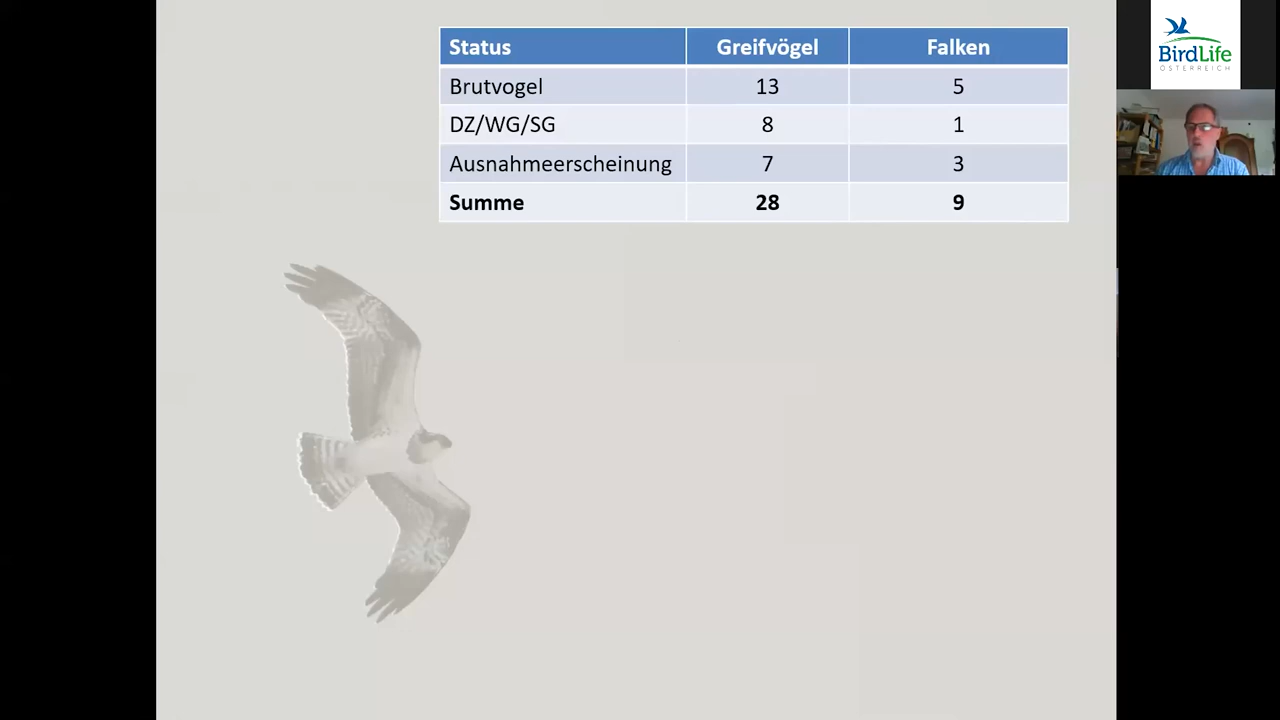 Status Greifvögel Falken
Brutvogel 13 5
DZ/WG/SG 8 1
Ausnahmeerscheinung 7 3
Summe 28 9
BirdLife
ÖSTERREICH